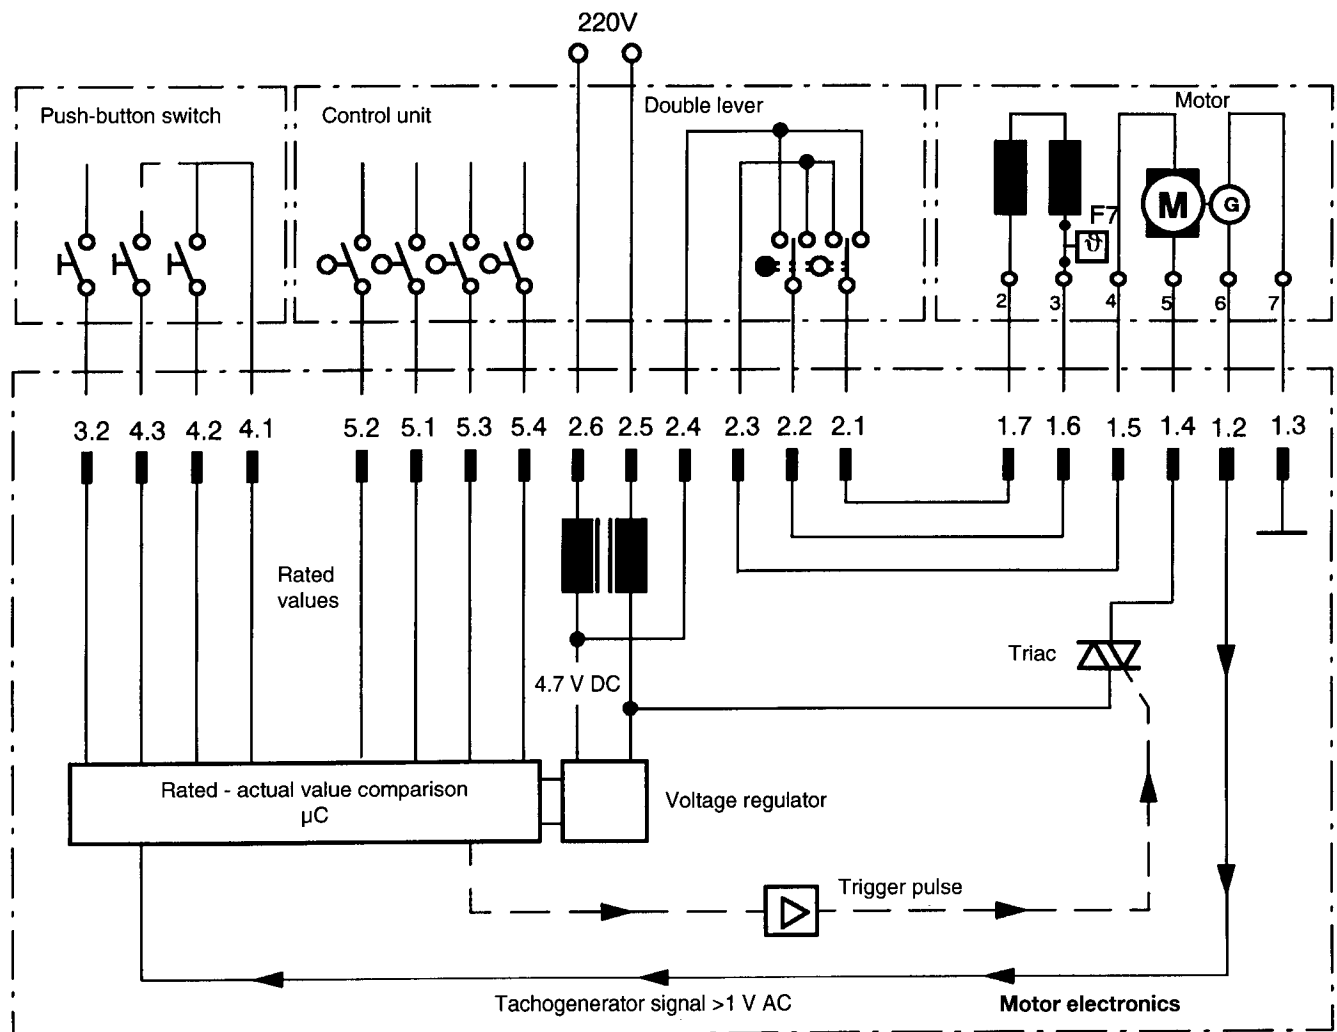 220V
Push-button switch
Control unit
Double lever
Motor
M
G
F7
ϑ
2 3 4 5 6 7
3.2 4.3 4.2 4.1 5.2 5.1 5.3 5.4 2.6 2.5 2.4 2.3 2.2 2.1 1.7 1.6 1.5 1.4 1.2 1.3
Rated
values
Triac
4.7 V DC
Rated - actual value comparison
µC
Voltage regulator
Trigger pulse
Tachogenerator signal >1 V AC
Motor electronics